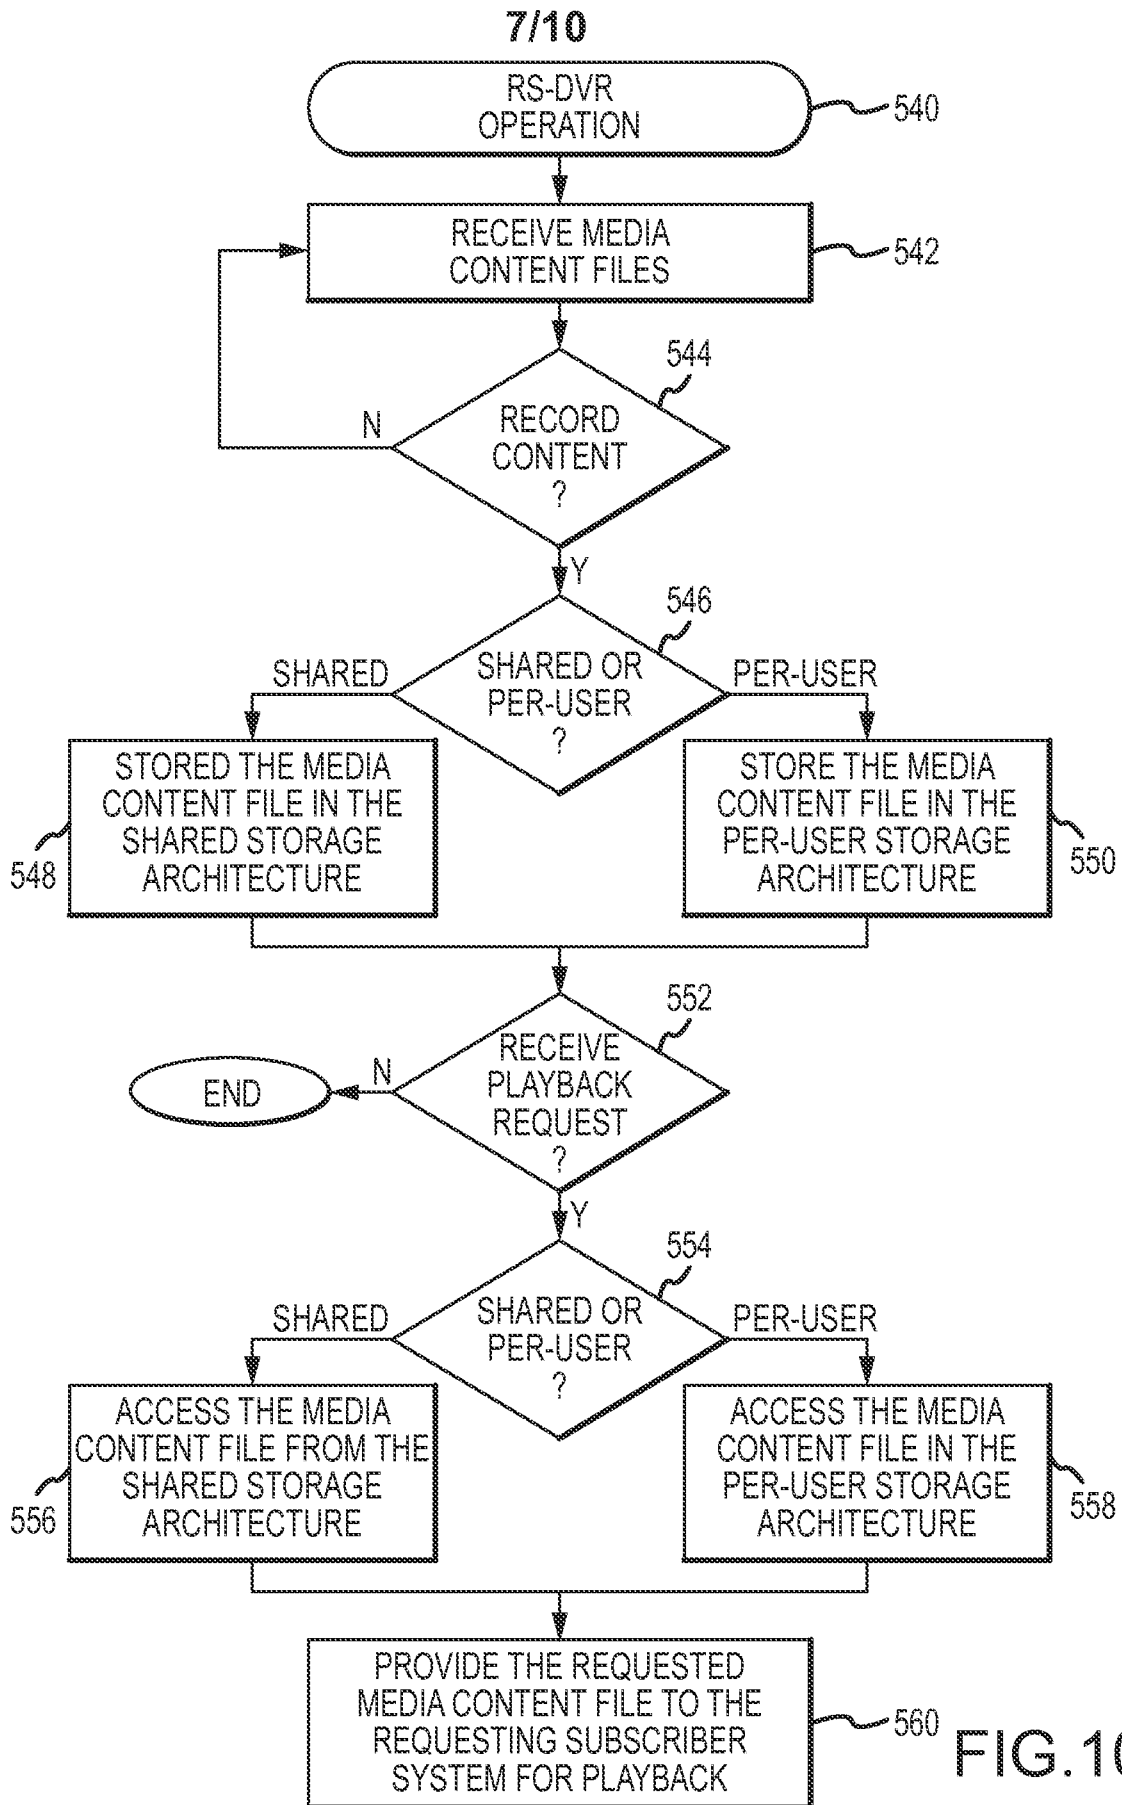 7/10
RS-DVR
OPERATION
540
RECEIVE MEDIA
CONTENT FILES
542
544
RECORD
CONTENT
?
N
Y
546
SHARED OR
PER-USER
?
SHARED
PER-USER
STORED THE MEDIA
CONTENT FILE IN THE
SHARED STORAGE
ARCHITECTURE
548
STORE THE MEDIA
CONTENT FILE IN THE
PER-USER STORAGE
ARCHITECTURE
550
552
RECEIVE
PLAYBACK
REQUEST
?
N
END
Y
554
SHARED OR
PER-USER
?
SHARED
PER-USER
ACCESS THE MEDIA
CONTENT FILE FROM THE
SHARED STORAGE
ARCHITECTURE
556
ACCESS THE MEDIA
CONTENT FILE IN THE
PER-USER STORAGE
ARCHITECTURE
558
PROVIDE THE REQUESTED
MEDIA CONTENT FILE TO THE
REQUESTING SUBSCRIBER
SYSTEM FOR PLAYBACK
560
FIG.10